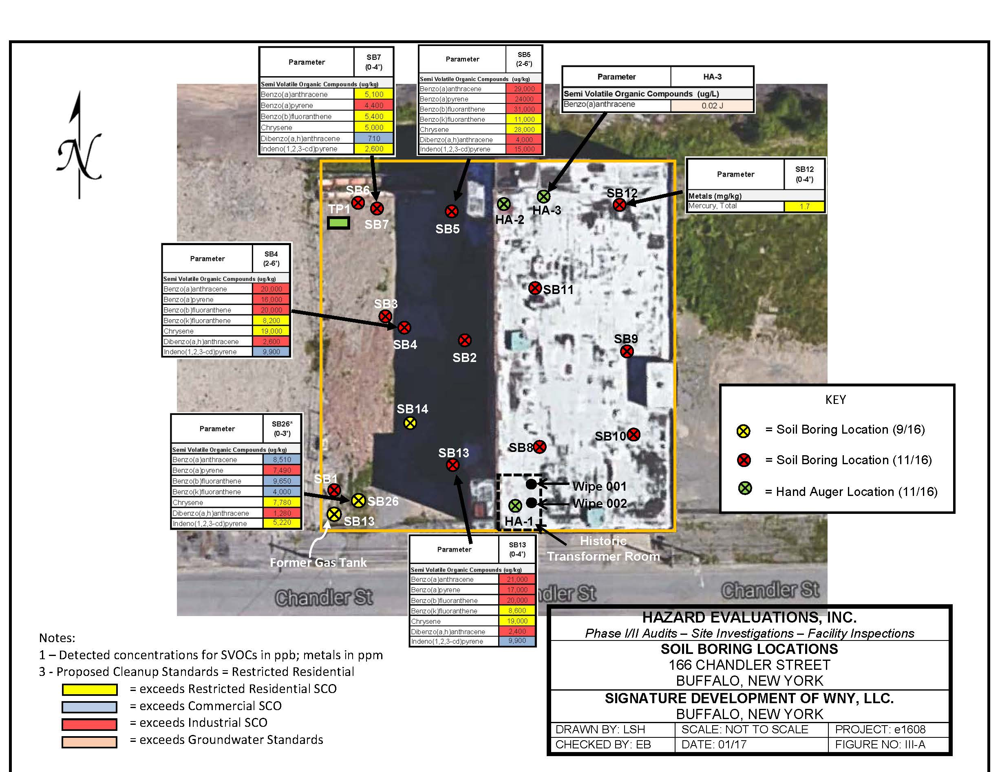 Parameter SB7
(0-4')
Semi Volatile Organic Compounds (ug/kg)
Benzo(a)anthracene 5,100
Benzo(a)pyrene 4,400
Benzo(b)fluoranthene 5,400
Chrysene 5,000
Dibenzo(a,h)anthracene 710
Indeno(1,2,3-cd)pyrene 2,600
Parameter SB5
(2-6')
Semi Volatile Organic Compounds (ug/kg)
Benzo(a)anthracene 29,000
Benzo(a)pyrene 24000
Benzo(b)fluoranthene 31,000
Benzo(k)fluoranthene 11,000
Chrysene 28,000
Dibenzo(a,h)anthracene 4,000
Indeno(1,2,3-cd)pyrene 15,000
Parameter HA-3
Semi Volatile Organic Compounds (ug/L)
Benzo(a)anthracene 0.02 J
N
Parameter SB12
(0-4')
Metals (mg/kg)
Mercury, Total 1.7
SB6
TP1
SB7
SB5
HA-2
HA-3
SB12
Parameter SB4
(2-6')
Semi Volatile Organic Compounds (ug/kg)
Benzo(a)anthracene 20,000
Benzo(a)pyrene 16,000
Benzo(b)fluoranthene 20,000
Benzo(k)fluoranthene 8,200
Chrysene 19,000
Dibenzo(a,h)anthracene 2,600
Indeno(1,2,3-cd)pyrene 9,900
SB11
SB3
SB4
SB2
SB9
SB14
SB10
SB8
SB13
Parameter SB26*
(0-3')
Semi Volatile Organic Compounds (ug/kg)
Benzo(a)anthracene 8,510
Benzo(a)pyrene 7,490
Benzo(b)fluoranthene 9,650
Benzo(k)fluoranthene 4,000
Chrysene 7,780
Dibenzo(a,h)anthracene 1,280
Indeno(1,2,3-cd)pyrene 5,220
KEY
= Soil Boring Location (9/16)
= Soil Boring Location (11/16)
= Hand Auger Location (11/16)
SB1
SB26
SB13
Wipe 001
Wipe 002
HA-1
Former Gas Tank
Historic
Transformer Room
Parameter SB13
(0-4')
Semi Volatile Organic Compounds (ug/kg)
Benzo(a)anthracene 21,000
Benzo(a)pyrene 17,000
Benzo(b)fluoranthene 20,000
Benzo(k)fluoranthene 8,600
Chrysene 19,000
Dibenzo(a,h)anthracene 2,400
Indeno(1,2,3-cd)pyrene 9,900
Chandler St
ndler St
Chandler St
Notes:
1 – Detected concentrations for SVOCs in ppb; metals in ppm
3 - Proposed Cleanup Standards = Restricted Residential
= exceeds Restricted Residential SCO
= exceeds Commercial SCO
= exceeds Industrial SCO
= exceeds Groundwater Standards
HAZARD EVALUATIONS, INC.
Phase I/II Audits – Site Investigations – Facility Inspections
SOIL BORING LOCATIONS
166 CHANDLER STREET
BUFFALO, NEW YORK
SIGNATURE DEVELOPMENT OF WNY, LLC.
BUFFALO, NEW YORK
DRAWN BY: LSH SCALE: NOT TO SCALE PROJECT: e1608
CHECKED BY: EB DATE: 01/17 FIGURE NO: III-A